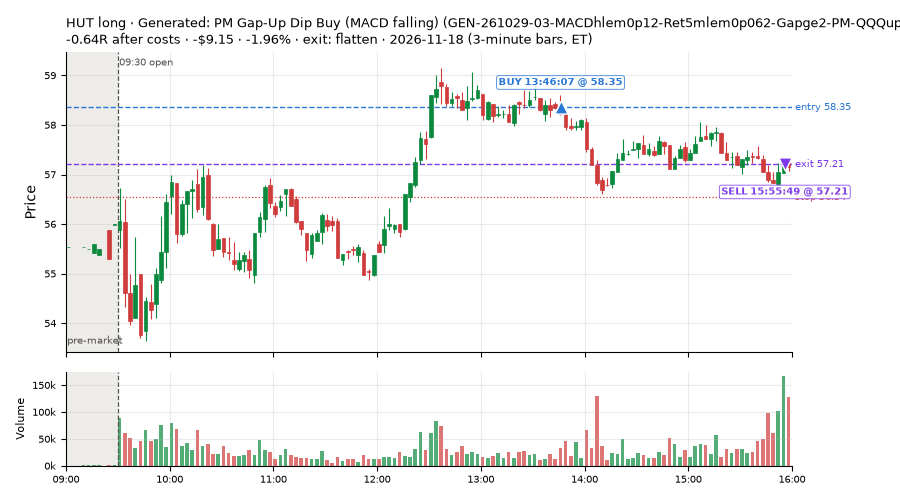 HUT long · Generated: PM Gap-Up Dip Buy (MACD falling) (GEN-261029-03-MACDhlem0p12-Ret5mlem0p062-Gapge2-PM-QQQup
-0.64R after costs · -$9.15 · -1.96% · exit: flatten · 2026-11-18 (3-minute bars, ET)
09:30 open
BUY 13:46:07 @ 58.35
entry 58.35
exit 57.21
SELL 15:55:49 @ 57.21
pre-market
Price
59
58
57
56
55
54
Volume
150k
100k
50k
0k
09:00
10:00
11:00
12:00
13:00
14:00
15:00
16:00